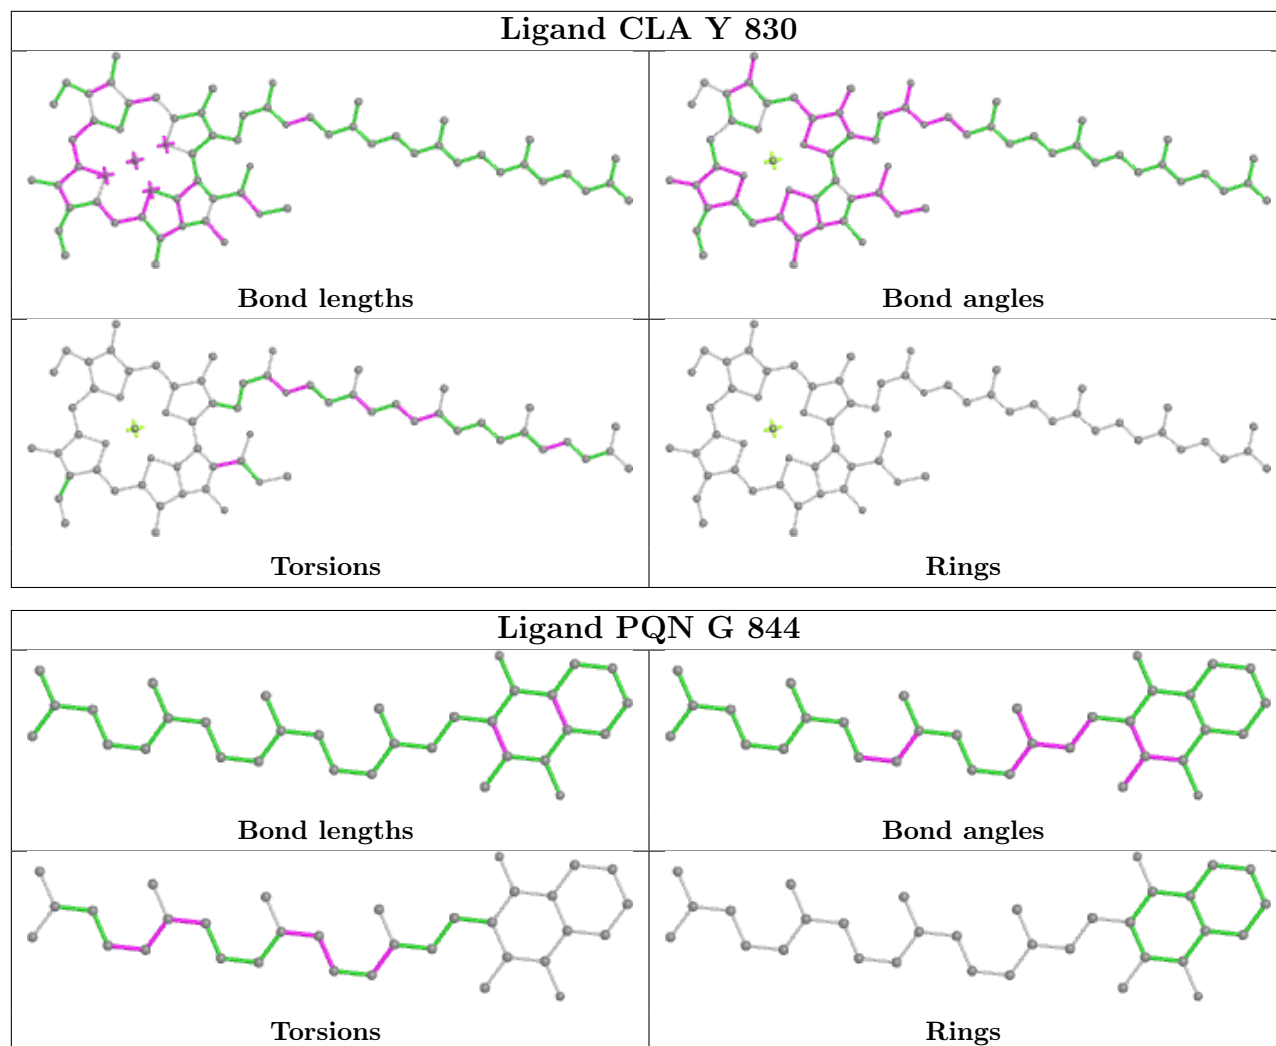 Ligand CLA Y 830
Bond lengths
Bond angles
Torsions
Rings
Ligand PQN G 844
Bond lengths
Bond angles
Torsions
Rings